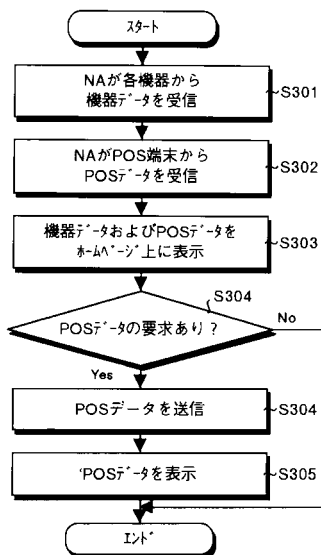 スタート
NAが各機器から
機器データを受信
S301
NAがPOS端末から
POSデータを受信
S302
機器データおよびPOSデータを
ホームページ上に表示
S303
S304
POSデータの要求あり?
No
Yes
POSデータを送信
S304
'POSデータを表示
S305
エンド